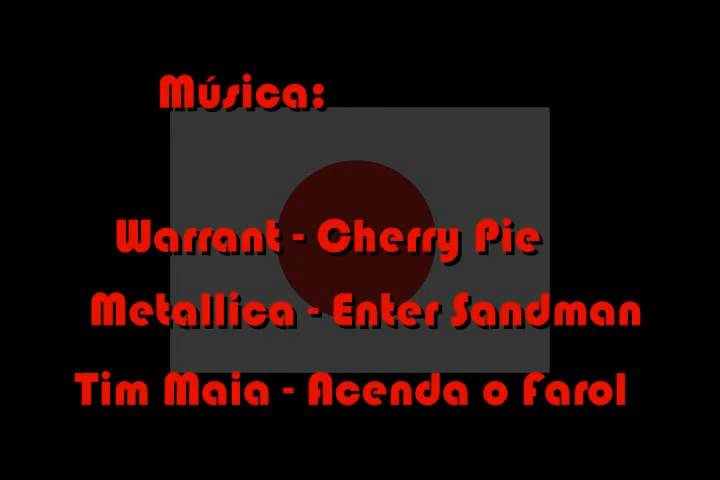 Música:
Warrant - Cherry Pie
Metallica - Enter Sandman
Tim Maia - Acenda o Farol